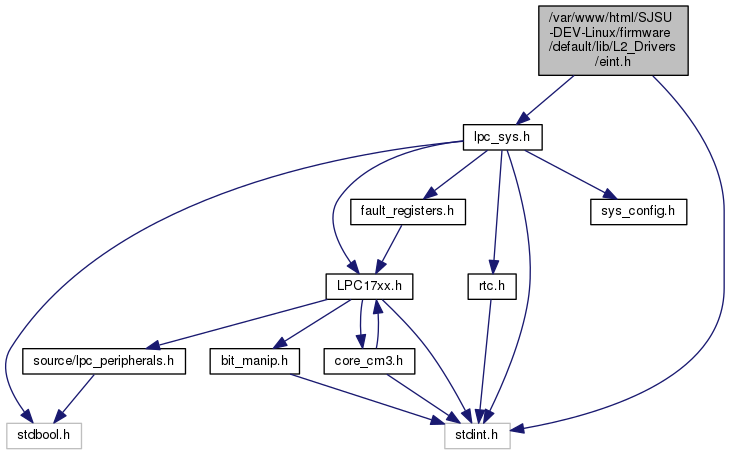 /var/www/html/SJSU
-DEV-Linux/firmware
/default/lib/L2_Drivers
/eint.h
lpc_sys.h
fault_registers.h
sys_config.h
LPC17xx.h
rtc.h
source/lpc_peripherals.h
bit_manip.h
core_cm3.h
stdbool.h
stdint.h